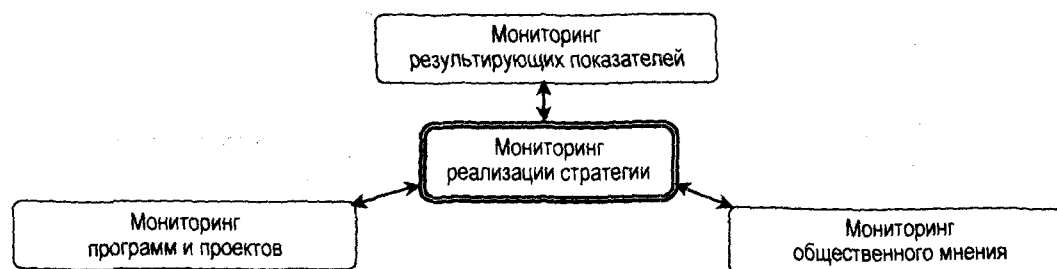 Мониторинг
результирующих показателей
Мониторинг
реализации стратегии
Мониторинг
программ и проектов
Мониторинг
общественного мнения